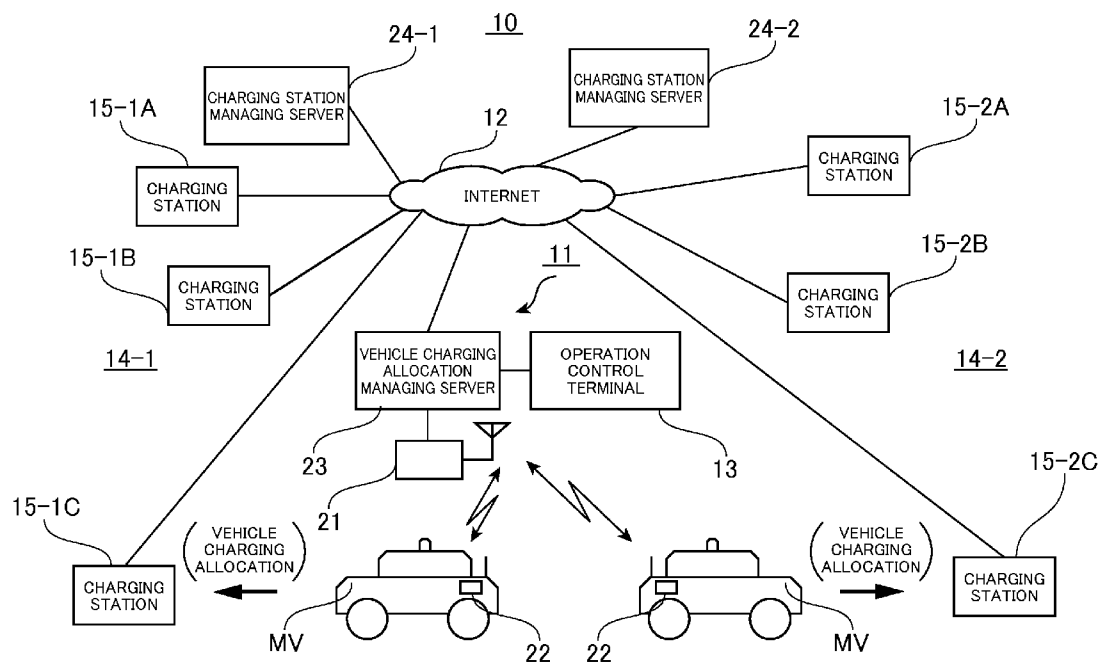 10
24-1
24-2
CHARGING STATION
MANAGING SERVER
CHARGING STATION
MANAGING SERVER
15-1A
12
15-2A
CHARGING
STATION
INTERNET
CHARGING
STATION
15-1B
11
15-2B
CHARGING
STATION
CHARGING
STATION
14-1
VEHICLE CHARGING
ALLOCATION
MANAGING SERVER
OPERATION
CONTROL
TERMINAL
14-2
23
21
13
15-1C
15-2C
(VEHICLE
CHARGING
ALLOCATION)
(VEHICLE
CHARGING
ALLOCATION)
CHARGING
STATION
CHARGING
STATION
MV
22
22
MV